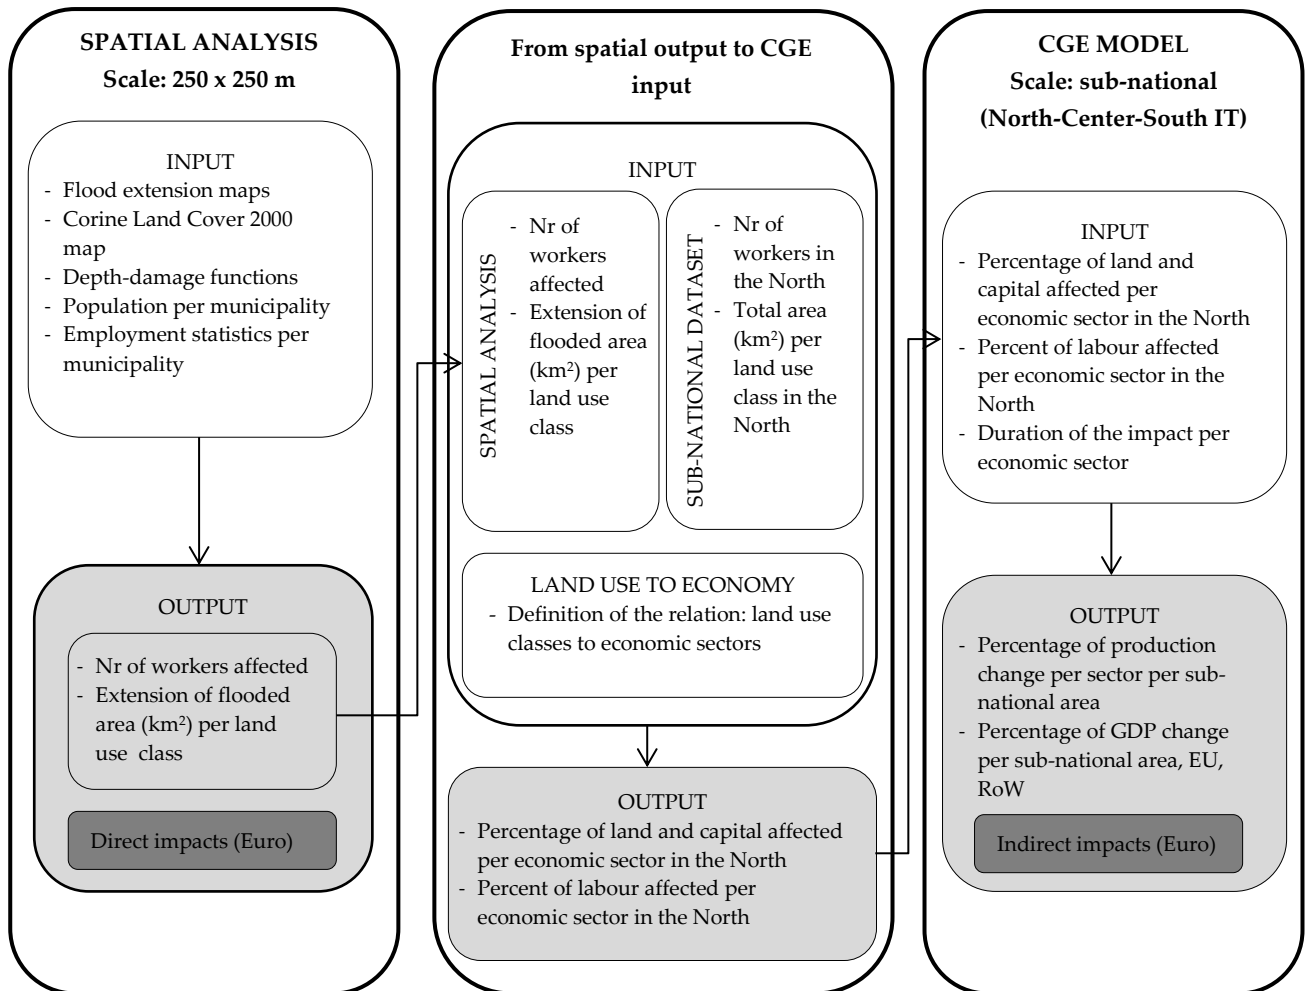 SPATIAL ANALYSIS
Scale: 250 x 250 m
INPUT
- Flood extension maps
- Corine Land Cover 2000
map
- Depth-damage functions
- Population per municipality
- Employment statistics per
municipality
OUTPUT
- Nr of workers affected
- Extension of flooded
area (km²) per land
use class
Direct impacts (Euro)
From spatial output to CGE
input
INPUT
SPATIAL ANALYSIS
- Nr of
workers
affected
- Extension of
flooded area
(km²) per
land use
class
SUB-NATIONAL DATASET
- Nr of
workers in
the North
- Total area
(km²) per
land use
class in the
North
LAND USE TO ECONOMY
- Definition of the relation: land use
classes to economic sectors
OUTPUT
- Percentage of land and capital affected
per economic sector in the North
- Percent of labour affected per
economic sector in the North
CGE MODEL
Scale: sub-national
(North-Center-South IT)
INPUT
- Percentage of land and
capital affected per
economic sector in the North
- Percent of labour affected
per economic sector in the
North
- Duration of the impact per
economic sector
OUTPUT
- Percentage of production
change per sector per sub-
national area
- Percentage of GDP change
per sub-national area, EU,
RoW
Indirect impacts (Euro)